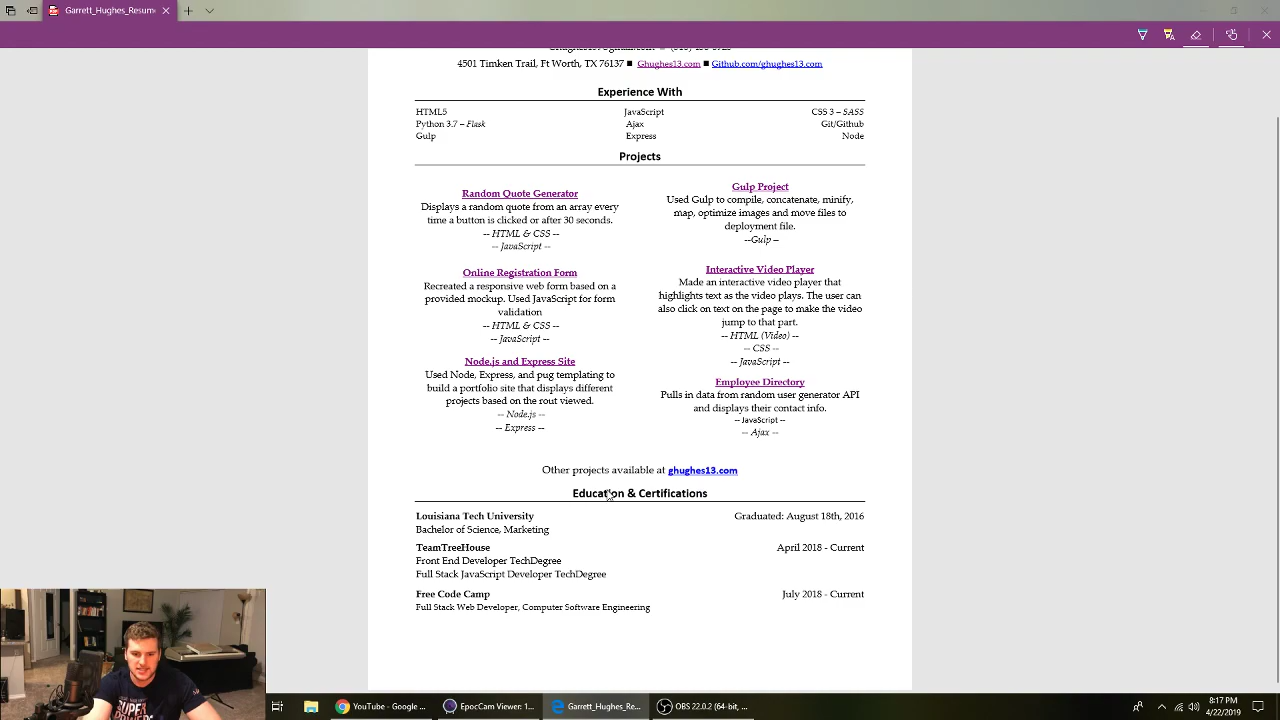 Garrett_Hughes_Resum
4501 Timken Trail, Ft Worth, TX 76137 ■ Ghughes13.com ■ Github.com/ghughes13.com
Experience With
HTML5 JavaScript CSS 3 – SASS
Python 3.7 – Flask Ajax Git/Github
Gulp Express Node
Projects
Random Quote Generator
Displays a random quote from an array every
time a button is clicked or after 30 seconds.
-- HTML & CSS --
-- JavaScript --
Online Registration Form
Recreated a responsive web form based on a
provided mockup. Used JavaScript for form
validation
-- HTML & CSS --
-- JavaScript --
Node.js and Express Site
Used Node, Express, and pug templating to
build a portfolio site that displays different
projects based on the rout viewed.
-- Node.js --
-- Express --
Gulp Project
Used Gulp to compile, concatenate, minify,
map, optimize images and move files to
deployment file.
--Gulp –
Interactive Video Player
Made an interactive video player that
highlights text as the video plays. The user can
also click on text on the page to make the video
jump to that part.
-- HTML (Video) --
-- CSS --
-- JavaScript --
Employee Directory
Pulls in data from random user generator API
and displays their contact info.
-- JavaScript --
-- Ajax --
Other projects available at ghughes13.com
Education & Certifications
Louisiana Tech University Graduated: August 18th, 2016
Bachelor of Science, Marketing
TeamTreeHouse April 2018 - Current
Front End Developer TechDegree
Full Stack JavaScript Developer TechDegree
Free Code Camp July 2018 - Current
Full Stack Web Developer, Computer Software Engineering
YouTube - Google ... EpocCam Viewer: 1... Garrett_Hughes_Re... OBS 22.0.2 (64-bit, ...
8:17 PM
4/22/2019